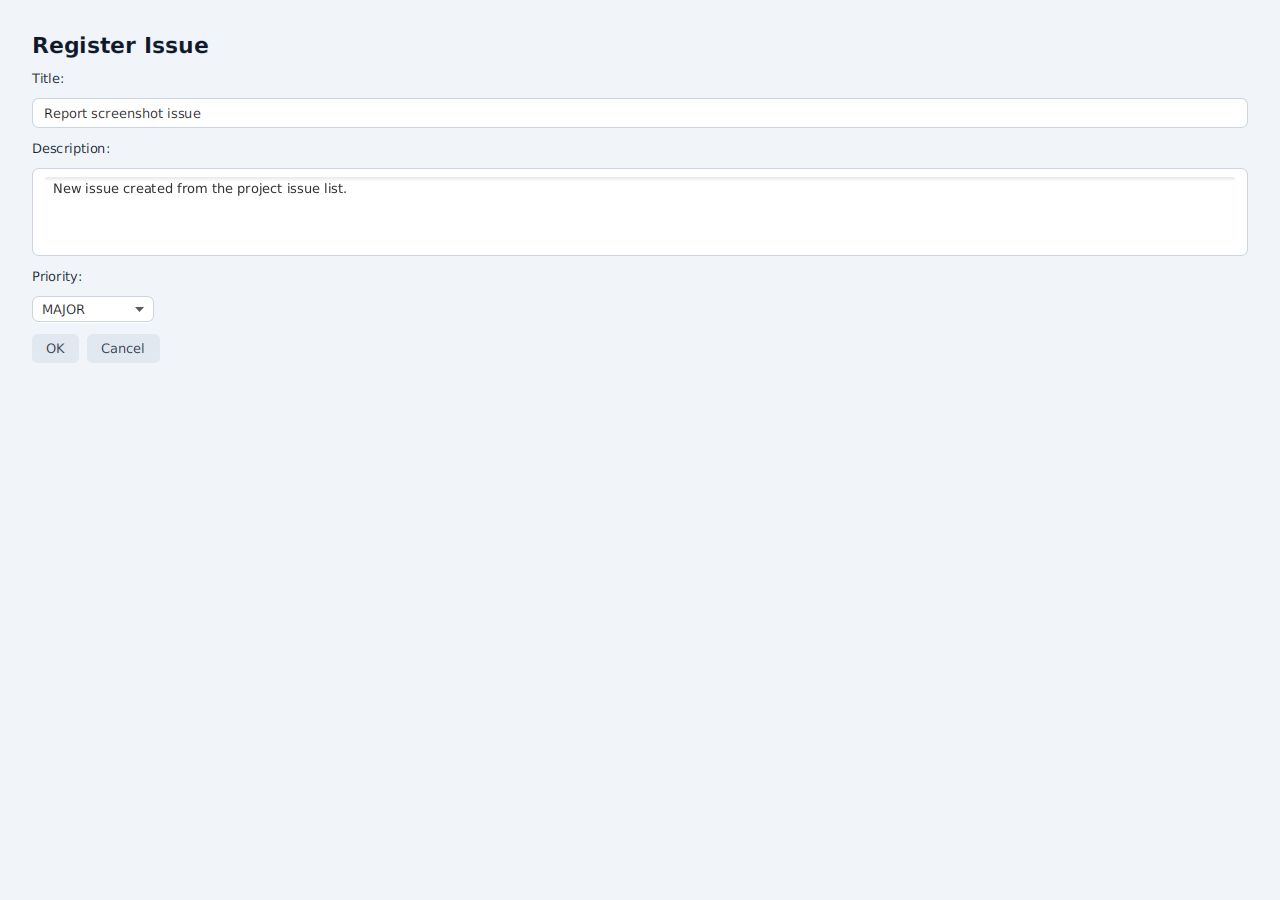 Register Issue
Title:
Report screenshot issue
Description:
New issue created from the project issue list.
Priority:
MAJOR
OK
Cancel